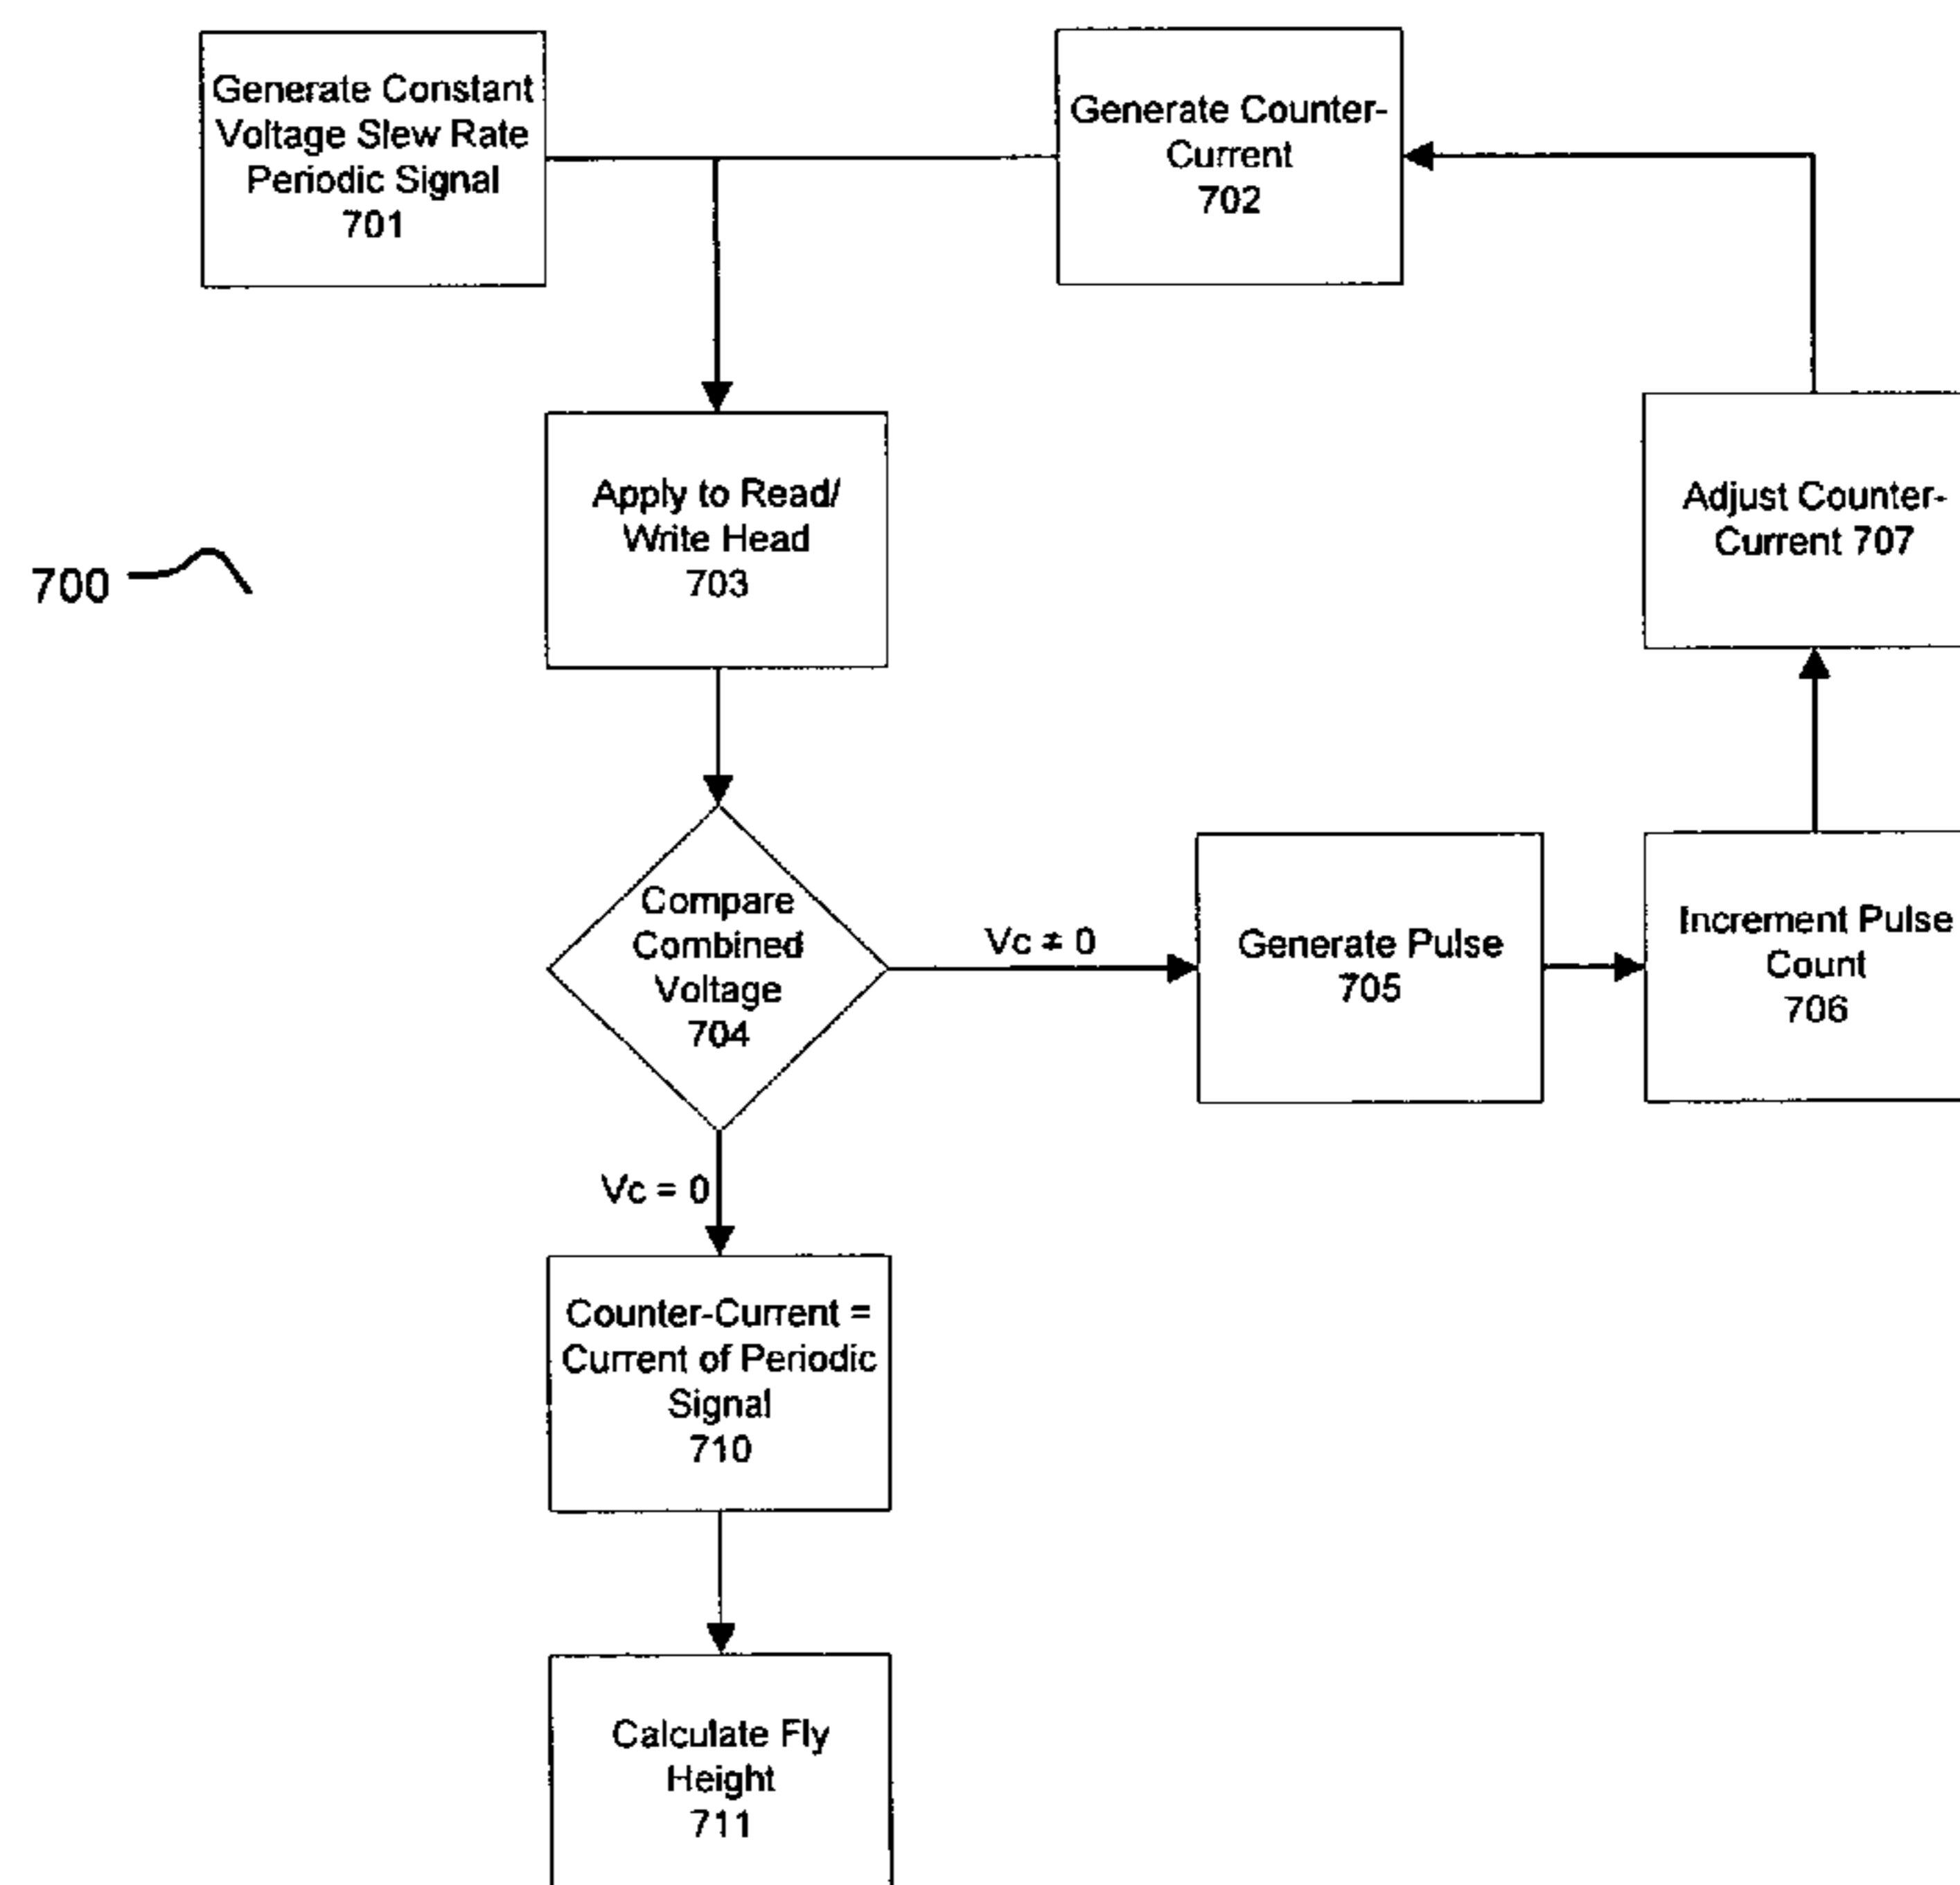 Generate Constant
Voltage Slew Rate
Periodic Signal
701
Generate Counter-
Current
702
Apply to Read/
Write Head
703
Adjust Counter-
Current 707
700
Compare
Combined
Voltage
704
Vc ≠ 0
Generate Pulse
705
Increment Pulse
Count
706
Vc = 0
Counter-Current =
Current of Periodic
Signal
710
Calculate Fly
Height
711